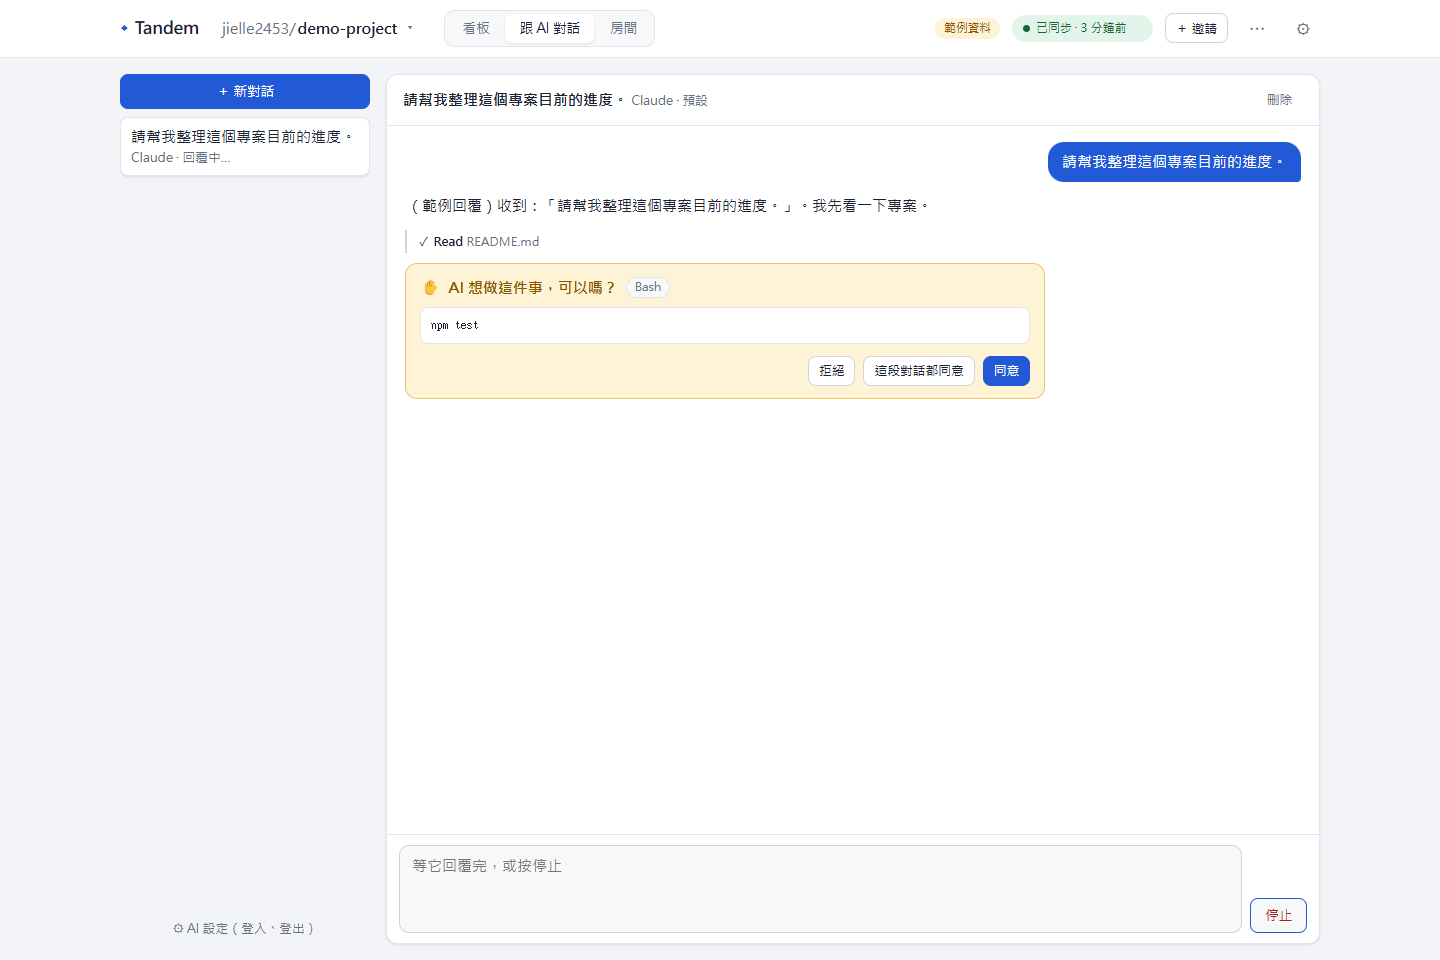 Tandem
jielle2453/demo-project
看板
跟 AI 對話
房間
範例資料
已同步 · 3 分鐘前
+ 邀請
+ 新對話
請幫我整理這個專案目前的進度。
Claude · 回覆中…
請幫我整理這個專案目前的進度。 Claude · 預設
刪除
請幫我整理這個專案目前的進度。
（範例回覆）收到：「請幫我整理這個專案目前的進度。」。我先看一下專案。
✓ Read README.md
AI 想做這件事，可以嗎？ Bash
npm test
拒絕
這段對話都同意
同意
等它回覆完，或按停止
停止
AI 設定（登入、登出）